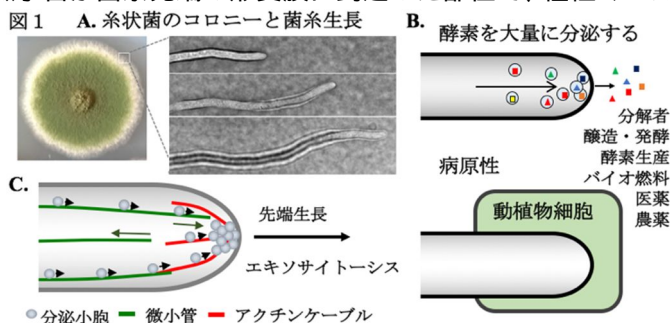 図１ A. 糸状菌のコロニーと菌糸生長
B.
酵素を大量に分泌する
分解者
醸造・発酵
酵素生産
バイオ燃料
医薬
農薬
病原性
動植物細胞
C.
先端生長
エキソサイトーシス
分泌小胞 微小管 アクチンケーブル